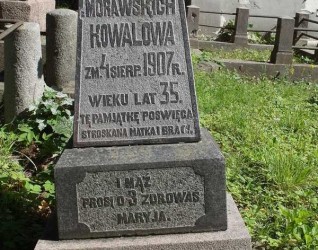 Z MORAWSKICH
KOWALOWA
ZM. 4 SIERP. 1907 R.
WIEKU LAT 35.
TĘ PAMIĄTKĘ POŚWIĘCA
STROSKANA MATKA I BRACIA
I MĄŻ
PROSI O 3 ZDROWAŚ
MARYJA.